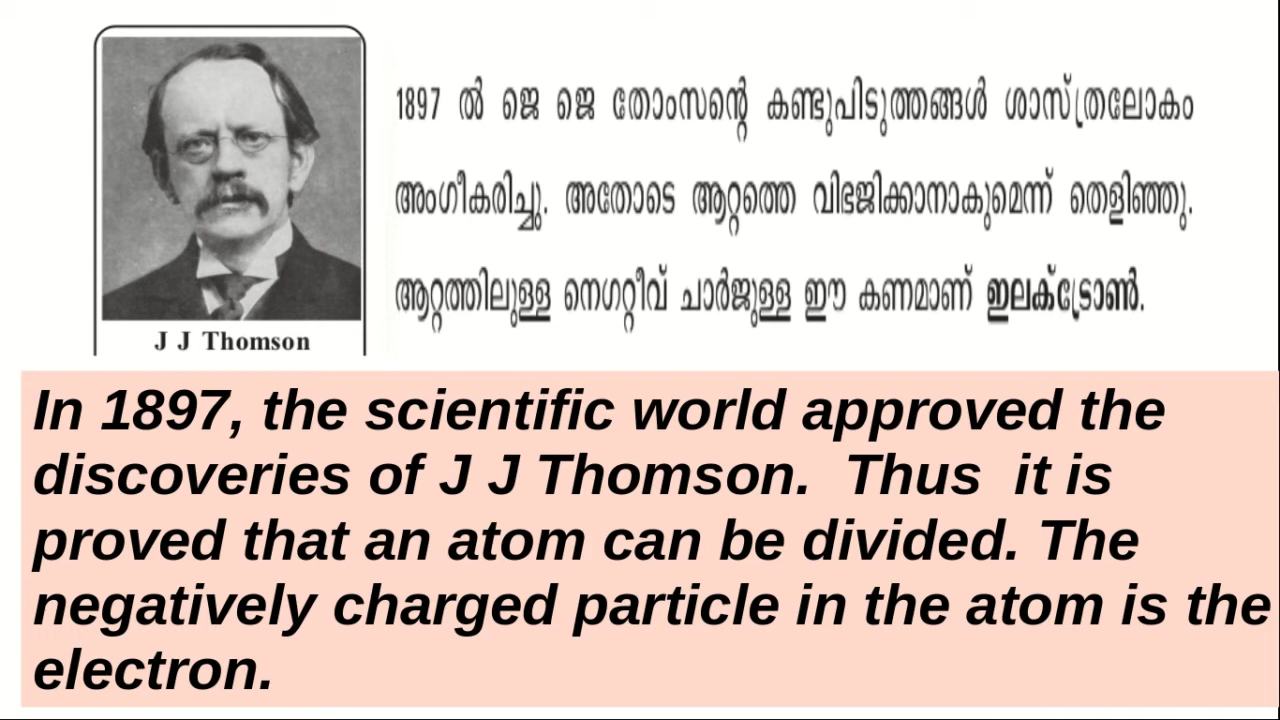 1897 ൽ ജെ ജെ തോംസന്റെ കണ്ടുപിടുത്തങ്ങൾ ശാസ്ത്രലോകം
അംഗീകരിച്ചു. അതോടെ ആറ്റത്തെ വിഭജിക്കാനാകുമെന്ന് തെളിഞ്ഞു.
ആറ്റത്തിലുള്ള നെഗറ്റീവ് ചാർജുള്ള ഈ കണമാണ് ഇലക്ട്രോൺ.
J J Thomson
In 1897, the scientific world approved the
discoveries of J J Thomson. Thus it is
proved that an atom can be divided. The
negatively charged particle in the atom is the
electron.